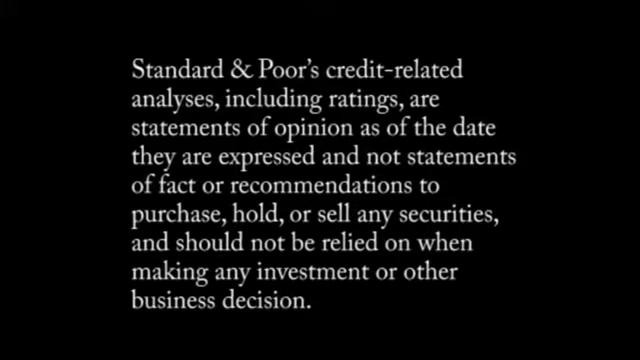 Standard & Poor's credit-related
analyses, including ratings, are
statements of opinion as of the date
they are expressed and not statements
of fact or recommendations to
purchase, hold, or sell any securities,
and should not be relied on when
making any investment or other
business decision.